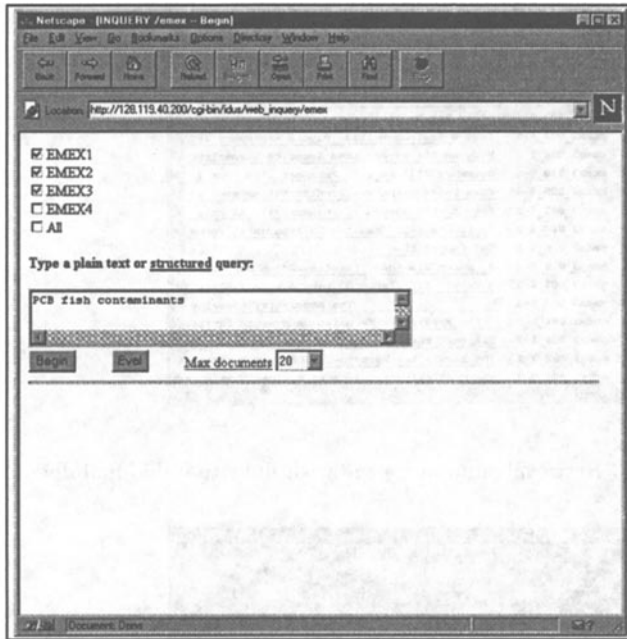 Netscape - [INQUERY /emex -- Begin]
File Edit View Go Bookmarks Options Directory Window Help
Back Forward Home Reload Open Print Find
Location: http://128.119.40.200/cgi-bin/idus/web_inquery/emex
N
EMEX1
EMEX2
EMEX3
EMEX4
All
Type a plain text or structured query:
PCB fish contaminants
Begin Eval Max documents 20
Document: Done